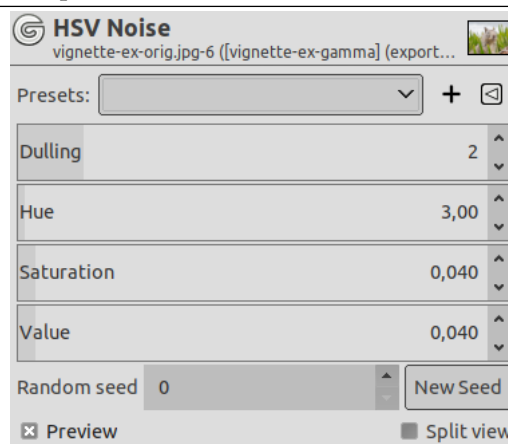 HSV Noise
vignette-ex-orig.jpg-6 ([vignette-ex-gamma] (export…
Presets:
Dulling 2
Hue 3,00
Saturation 0,040
Value 0,040
Random seed 0 New Seed
Preview Split view